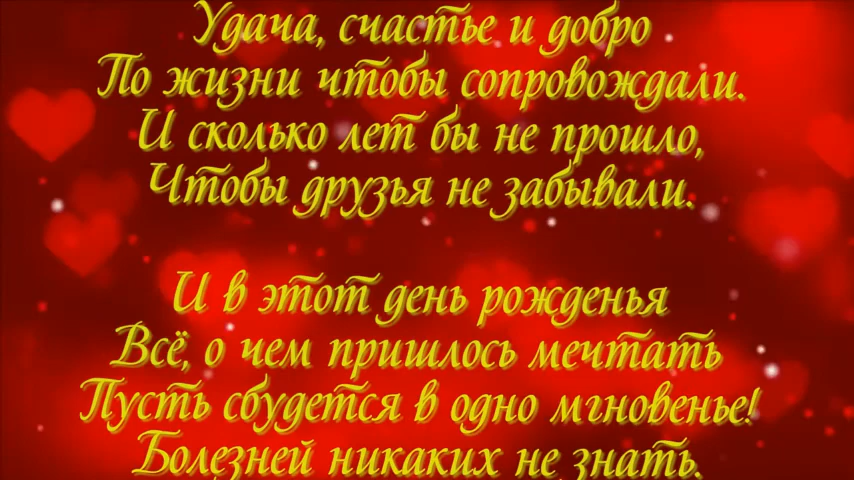 Удача, счастье и добро
По жизни чтобы сопровождали.
И сколько лет бы не прошло,
Чтобы друзья не забывали.
И в этот день рожденья
Всё, о чем пришлось мечтать
Пусть сбудется в одно мгновенье!
Болезней никаких не знать.